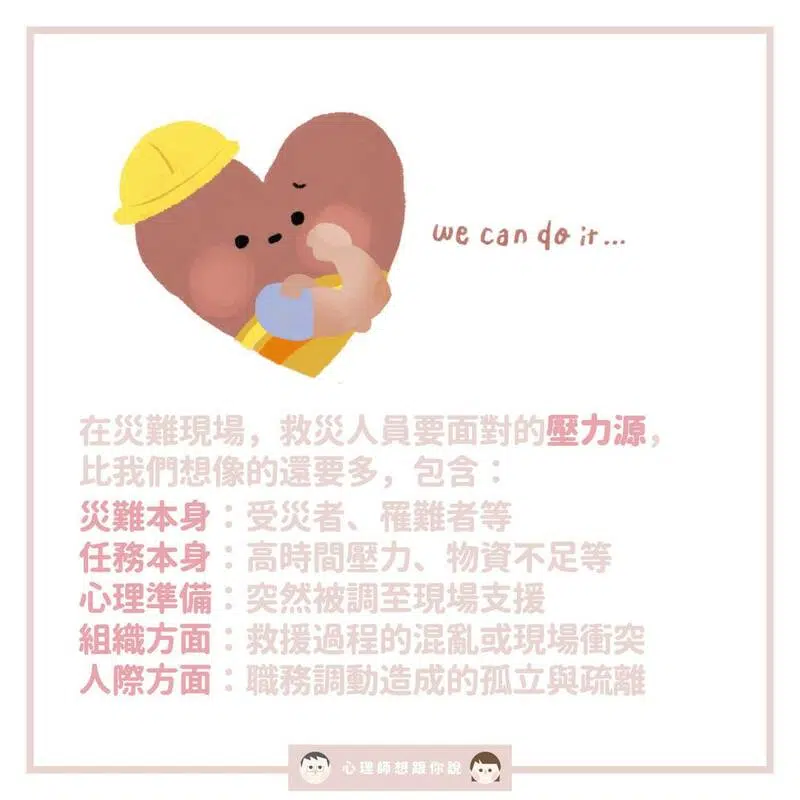 we can do it...
在災難現場，救災人員要面對的壓力源，
比我們想像的還要多，包含：
災難本身：受災者、罹難者等
任務本身：高時間壓力、物資不足等
心理準備：突然被調至現場支援
組織方面：救援過程的混亂或現場衝突
人際方面：職務調動造成的孤立與疏離
心理師想跟你說